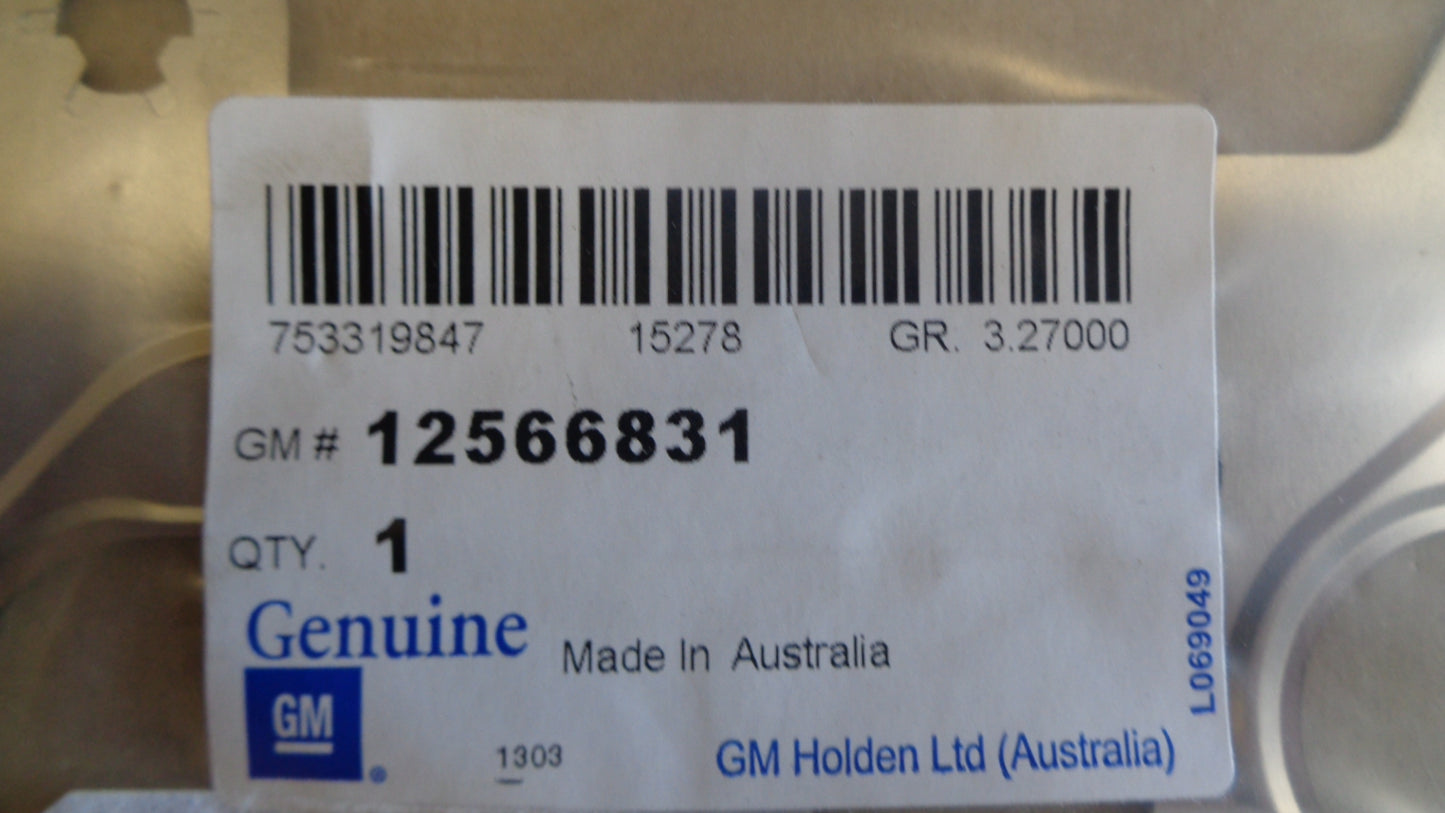 753319847 15278 GR. 3.27000
GM # 12566831
QTY. 1
Genuine
Made In Australia
GM ®
1303
GM Holden Ltd (Australia)
L069049